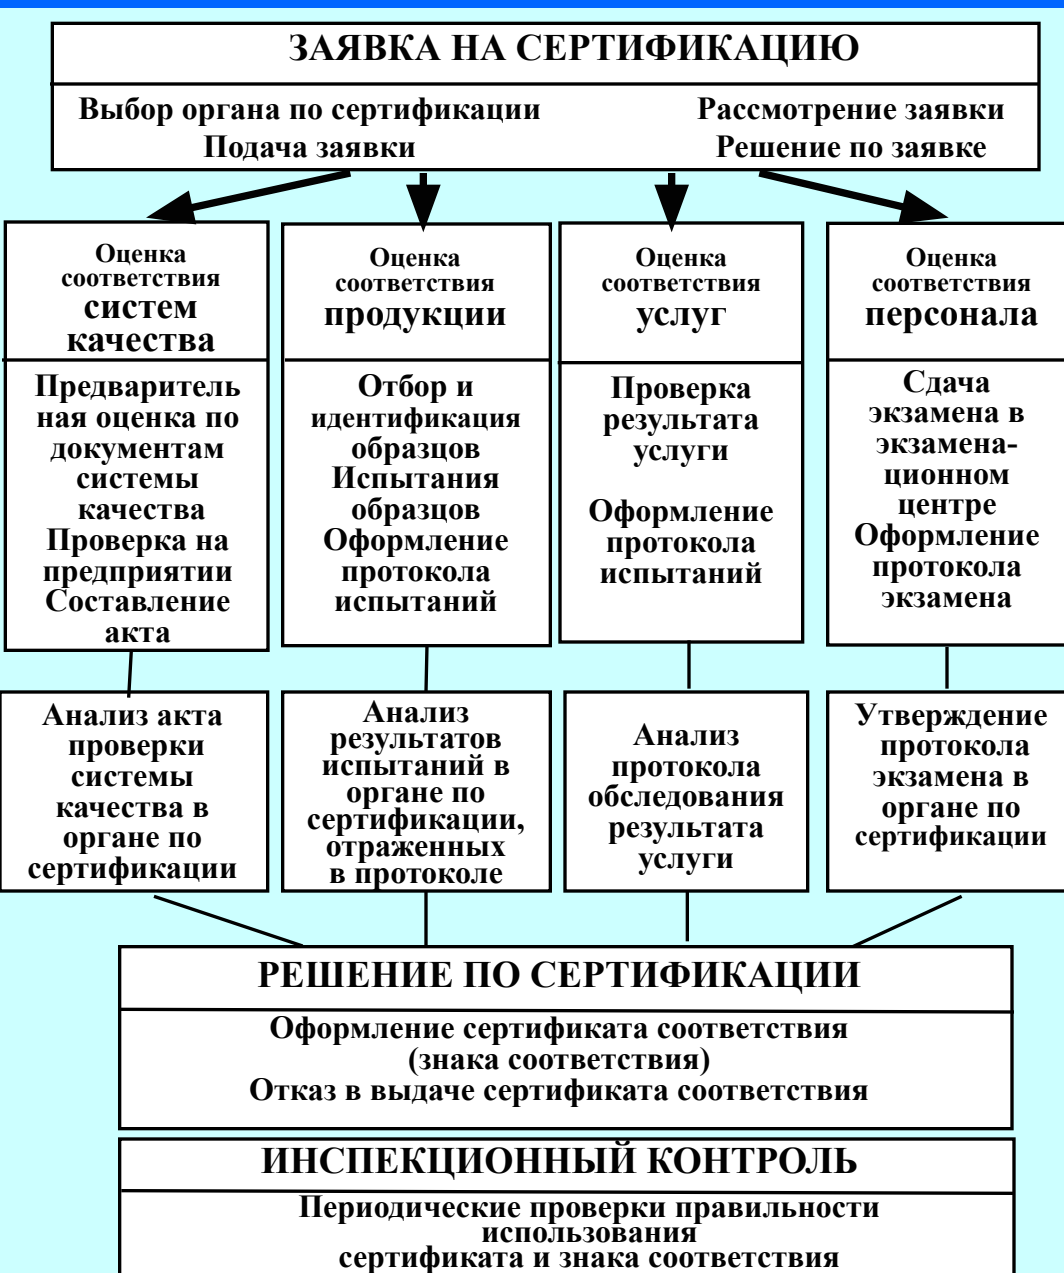 ЗАЯВКА НА СЕРТИФИКАЦИЮ
Выбор органа по сертификации
Подача заявки
Рассмотрение заявки
Решение по заявке
Оценка
соответствия
систем
качества
Предваритель
ная оценка по
документам
системы
качества
Проверка на
предприятии
Составление
акта
Оценка
соответствия
продукции
Отбор и
идентификация
образцов
Испытания
образцов
Оформление
протокола
испытаний
Оценка
соответствия
услуг
Проверка
результата
услуги
Оформление
протокола
испытаний
Оценка
соответствия
персонала
Сдача
экзамена в
экзамена-
ционном
центре
Оформление
протокола
экзамена
Анализ акта
проверки
системы
качества в
органе по
сертификации
Анализ
результатов
испытаний в
органе по
сертификации,
отраженных
в протоколе
Анализ
протокола
обследования
результата
услуги
Утверждение
протокола
экзамена в
органе по
сертификации
РЕШЕНИЕ ПО СЕРТИФИКАЦИИ
Оформление сертификата соответствия
(знака соответствия)
Отказ в выдаче сертификата соответствия
ИНСПЕКЦИОННЫЙ КОНТРОЛЬ
Периодические проверки правильности
использования
сертификата и знака соответствия